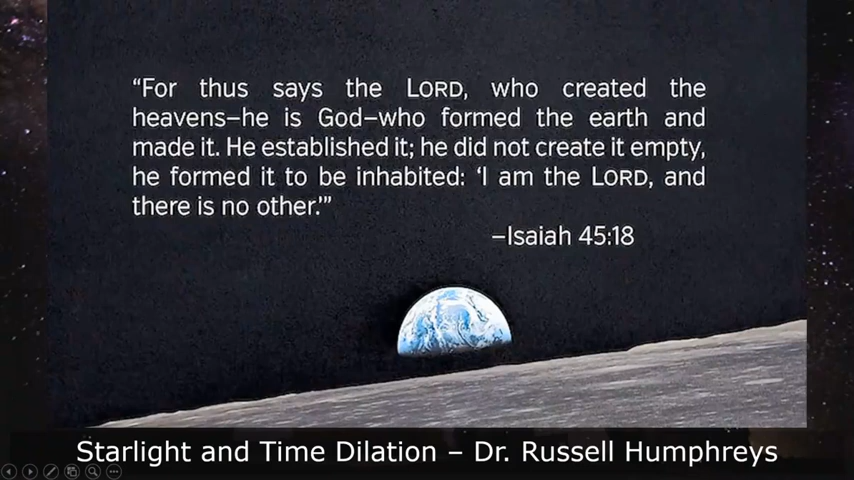 “For thus says the LORD, who created the
heavens–he is God–who formed the earth and
made it. He established it; he did not create it empty,
he formed it to be inhabited: ‘I am the LORD, and
there is no other.’”
–Isaiah 45:18
Starlight and Time Dilation – Dr. Russell Humphreys